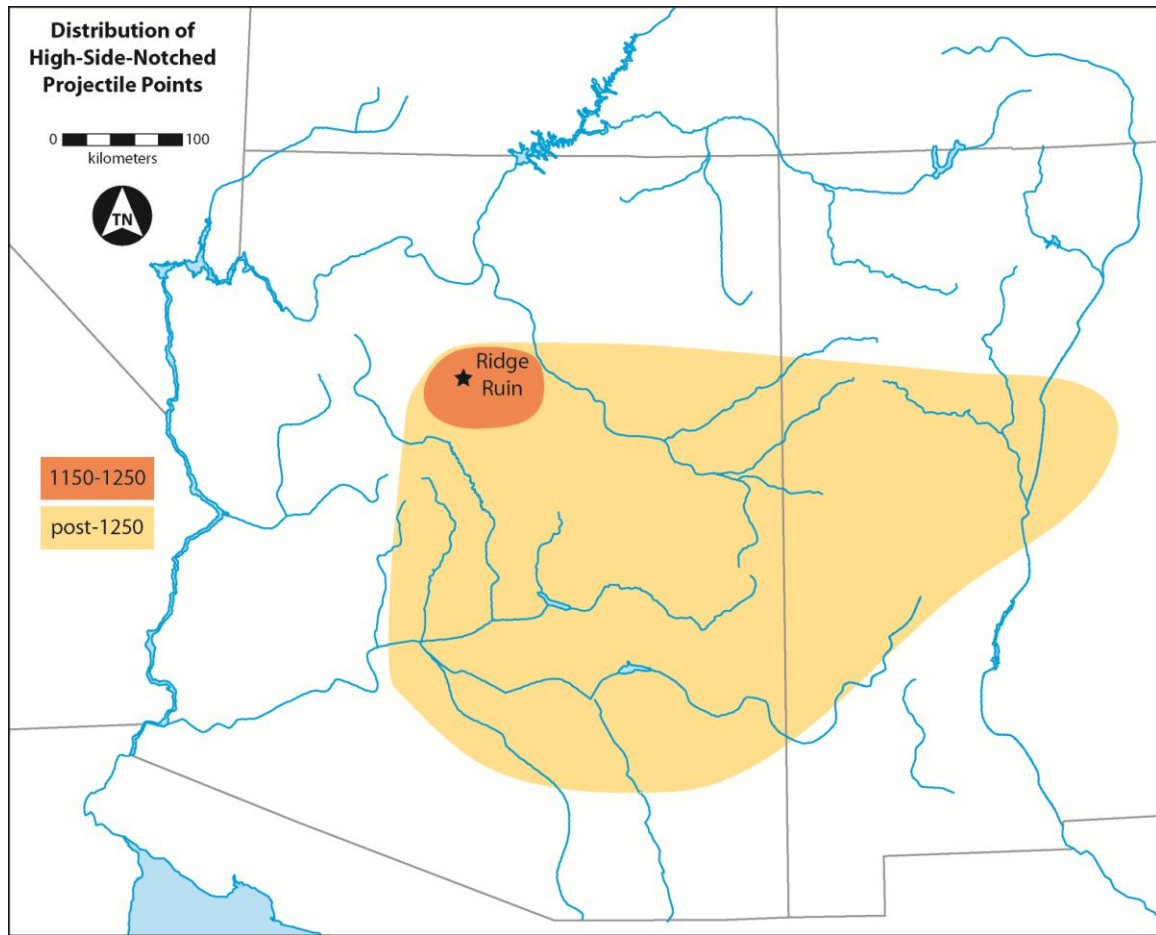 Distribution of
High-Side-Notched
Projectile Points
0 100
kilometers
TN
Ridge
Ruin
1150-1250
post-1250